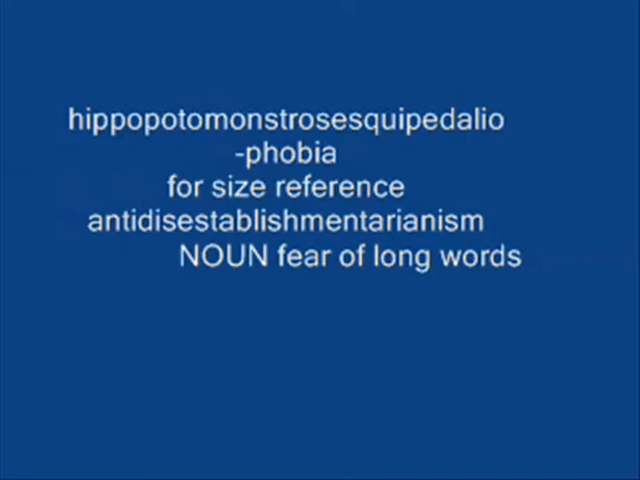 hippopotomonstrosesquipedalio
-phobia
for size reference
antidisestablishmentarianism
NOUN fear of long words